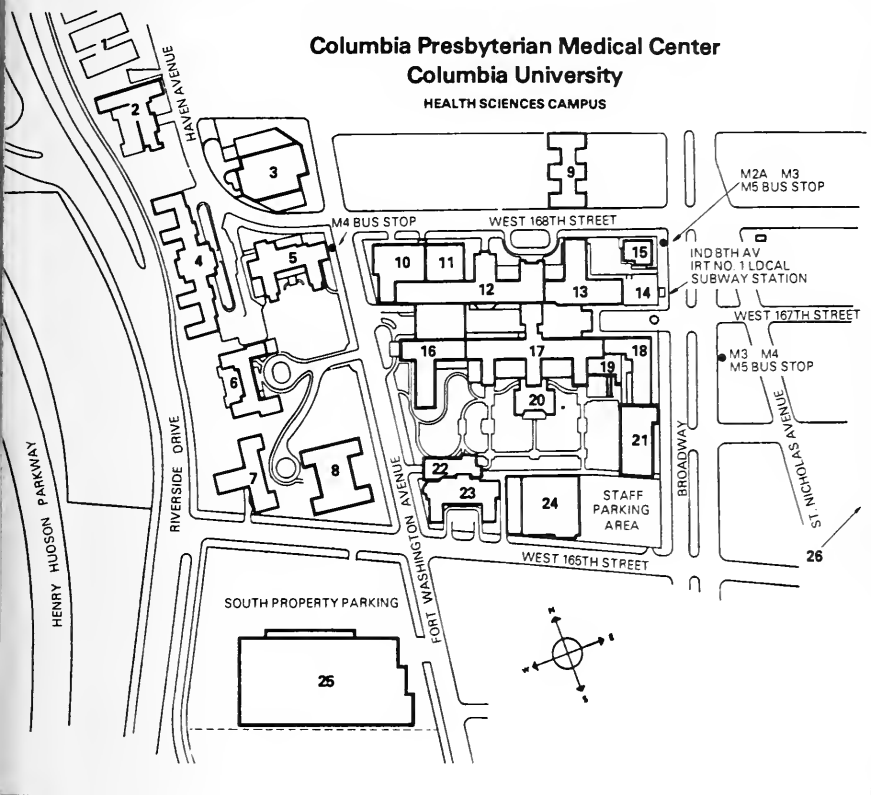 Columbia Presbyterian Medical Center
Columbia University
HEALTH SCIENCES CAMPUS
1
2
HAVEN AVENUE
3
9
M2A M3
M5 BUS STOP
M4 BUS STOP
WEST 168TH STREET
4
5
10
11
12
13
15
14
IND 8TH AV
IRT NO. 1 LOCAL
SUBWAY STATION
WEST 167TH STREET
16
17
18
19
M3 M4
M5 BUS STOP
6
20
21
7
8
22
23
24
STAFF
PARKING
AREA
BROADWAY
ST. NICHOLAS AVENUE
26
HENRY HUDSON PARKWAY
RIVERSIDE DRIVE
FORT WASHINGTON AVENUE
WEST 165TH STREET
SOUTH PROPERTY PARKING
25
N
E
W
S